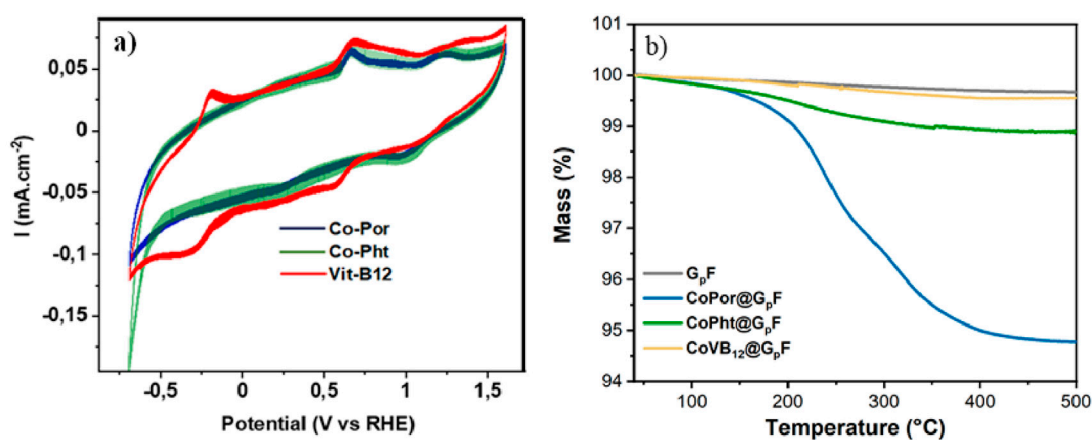 a)
I (mA.cm⁻²)
0,05
0
-0,05
-0,1
-0,15
Co-Por
Co-Pht
Vit-B12
-0,5 0 0,5 1 1,5
Potential (V vs RHE)
b)
Mass (%)
101
100
99
98
97
96
95
94
GpF
CoPor@GpF
CoPht@GpF
CoVB12@GpF
100 200 300 400 500
Temperature (°C)